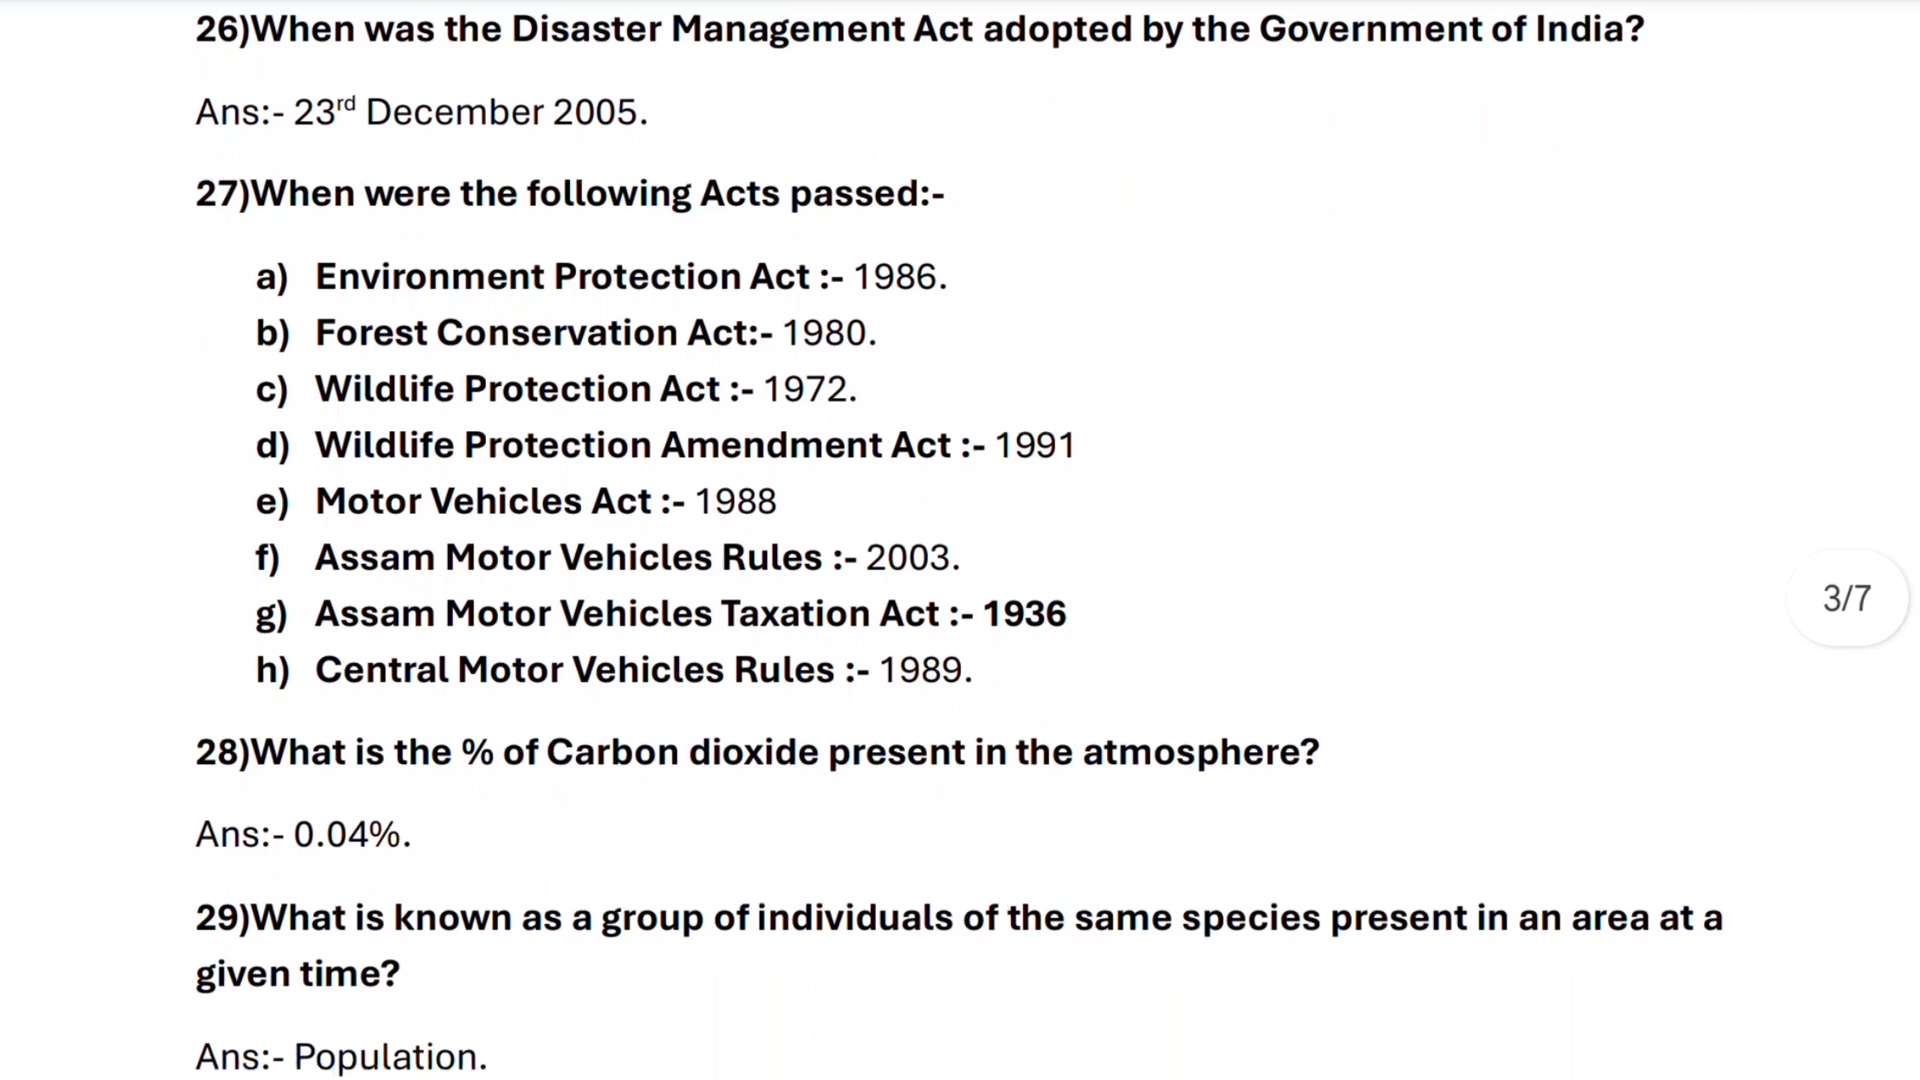 26)When was the Disaster Management Act adopted by the Government of India?
Ans:- 23rd December 2005.
27)When were the following Acts passed:-
a) Environment Protection Act :- 1986.
b) Forest Conservation Act:- 1980.
c) Wildlife Protection Act :- 1972.
d) Wildlife Protection Amendment Act :- 1991
e) Motor Vehicles Act :- 1988
f) Assam Motor Vehicles Rules :- 2003.
g) Assam Motor Vehicles Taxation Act :- 1936
3/7
h) Central Motor Vehicles Rules :- 1989.
28)What is the % of Carbon dioxide present in the atmosphere?
Ans:- 0.04%.
29)What is known as a group of individuals of the same species present in an area at a
given time?
Ans:- Population.